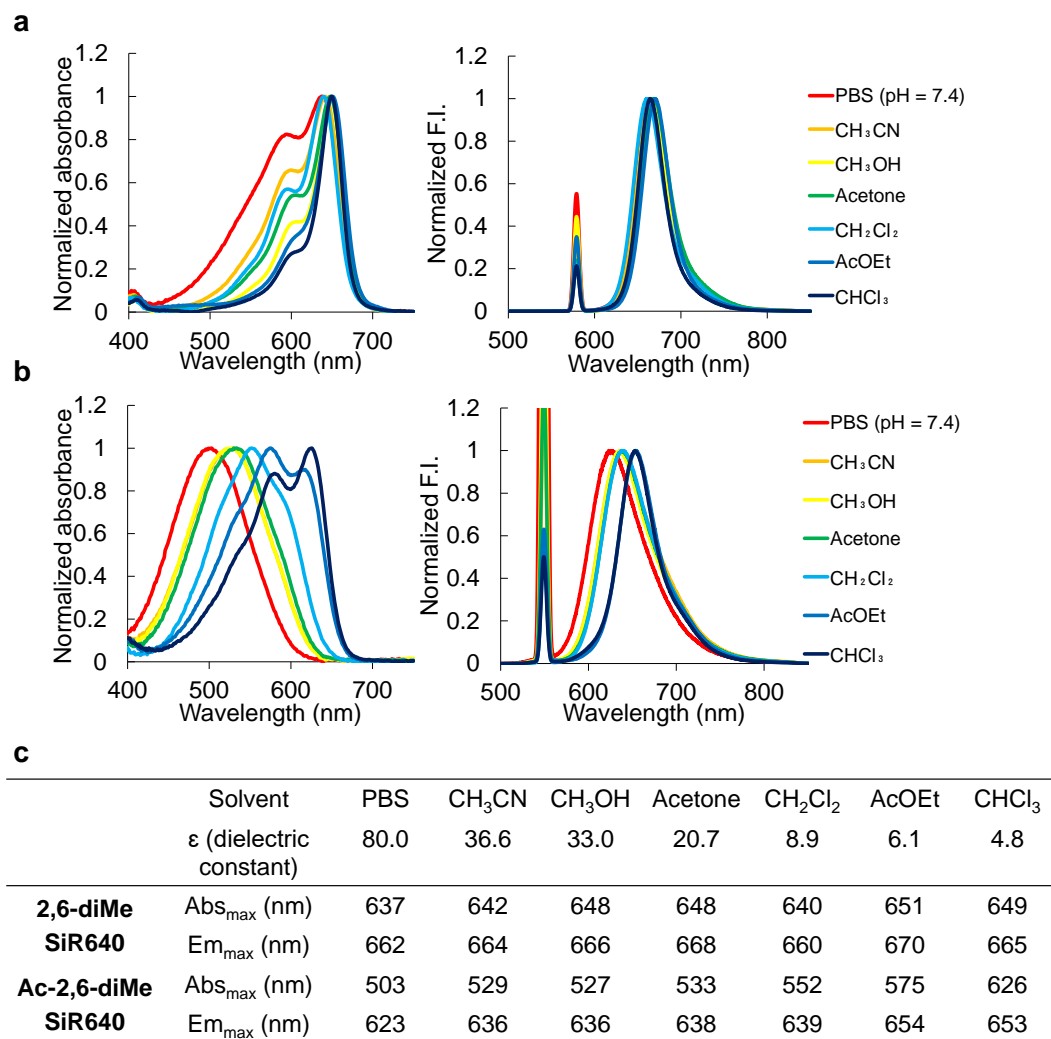 a
Normalized absorbance
1.2
1
0.8
0.6
0.4
0.2
0
400 500 600 700
Wavelength (nm)
Normalized F.I.
1.2
1
0.8
0.6
0.4
0.2
0
500 600 700 800
Wavelength (nm)
PBS (pH = 7.4)
CH₃CN
CH₃OH
Acetone
CH₂Cl₂
AcOEt
CHCl₃
b
Normalized absorbance
1.2
1
0.8
0.6
0.4
0.2
0
400 500 600 700
Wavelength (nm)
Normalized F.I.
1.2
1
0.8
0.6
0.4
0.2
0
500 600 700 800
Wavelength (nm)
PBS (pH = 7.4)
CH₃CN
CH₃OH
Acetone
CH₂Cl₂
AcOEt
CHCl₃
c
Solvent PBS CH₃CN CH₃OH Acetone CH₂Cl₂ AcOEt CHCl₃
ε (dielectric 80.0 36.6 33.0 20.7 8.9 6.1 4.8
constant)
2,6-diMe Absmax (nm) 637 642 648 648 640 651 649
SiR640 Emmax (nm) 662 664 666 668 660 670 665
Ac-2,6-diMe Absmax (nm) 503 529 527 533 552 575 626
SiR640 Emmax (nm) 623 636 636 638 639 654 653